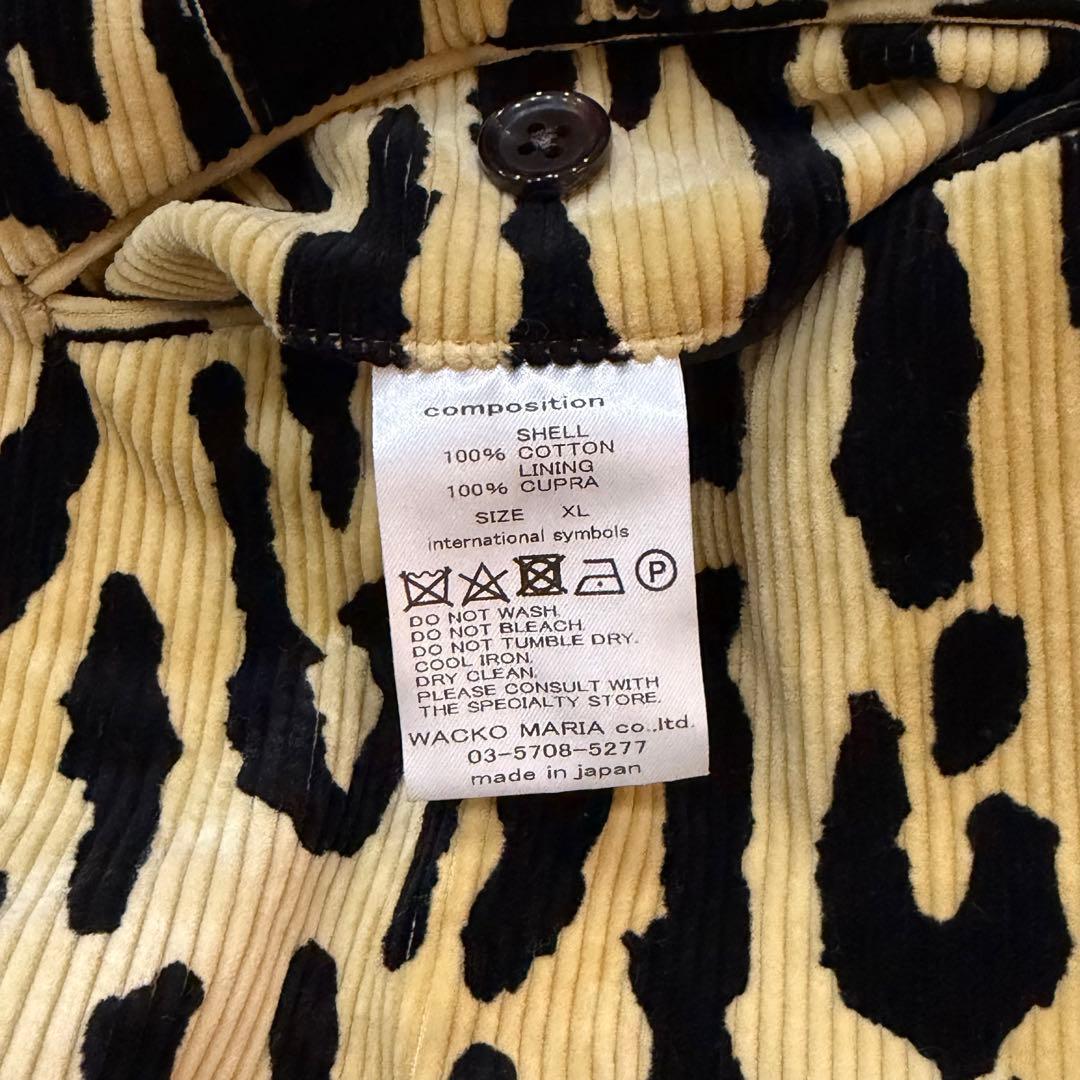 composition
SHELL
100% COTTON
LINING
100% CUPRA
SIZE XL
international symbols
P
DO NOT WASH.
DO NOT BLEACH.
DO NOT TUMBLE DRY.
COOL IRON.
DRY CLEAN.
PLEASE CONSULT WITH
THE SPECIALTY STORE.
WACKO MARIA co.,ltd.
03-5708-5277
made in japan